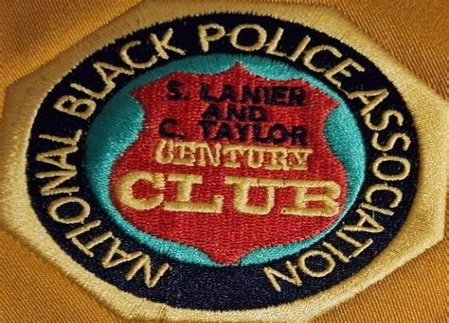 NATIONAL BLACK POLICE ASSOCIATION
S. LANIER
AND
C. TAYLOR
CENTURY
CLUB